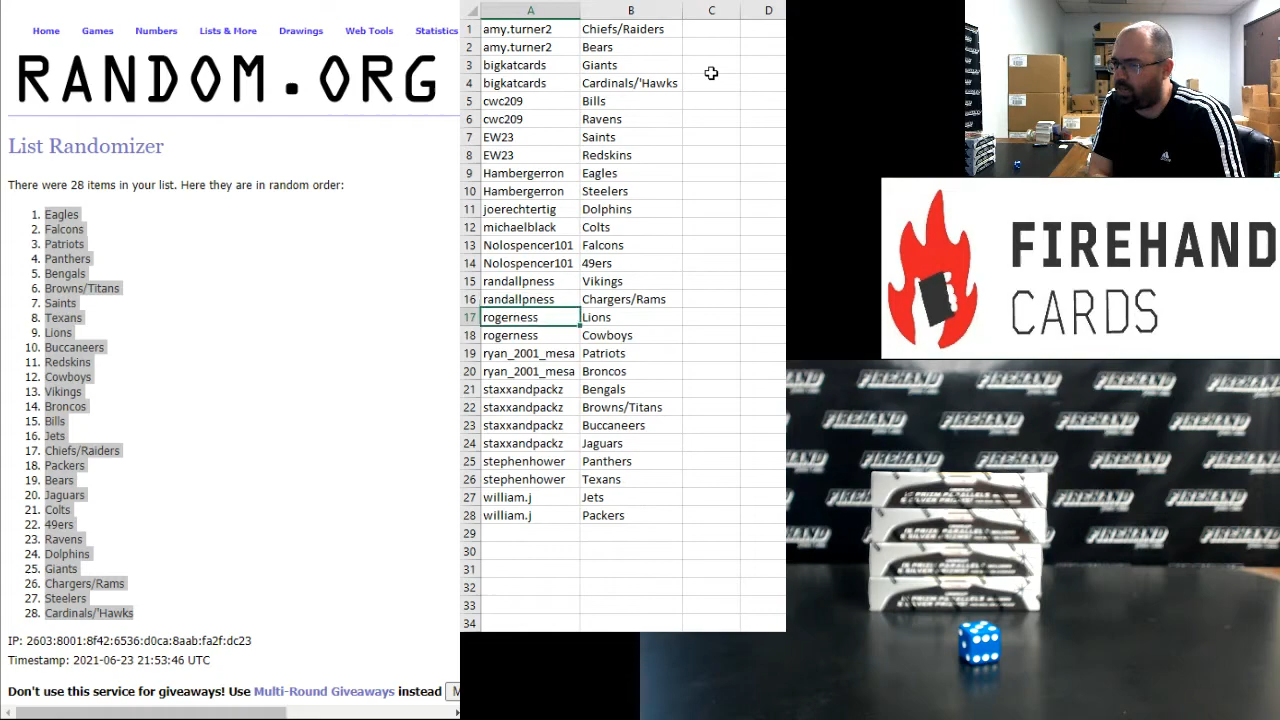 Home Games Numbers Lists & More Drawings Web Tools Statistics
RANDOM.ORG
List Randomizer
There were 28 items in your list. Here they are in random order:
1. Eagles
2. Falcons
3. Patriots
4. Panthers
5. Bengals
6. Browns/Titans
7. Saints
8. Texans
9. Lions
10. Buccaneers
11. Redskins
12. Cowboys
13. Vikings
14. Broncos
15. Bills
16. Jets
17. Chiefs/Raiders
18. Packers
19. Bears
20. Jaguars
21. Colts
22. 49ers
23. Ravens
24. Dolphins
25. Giants
26. Chargers/Rams
27. Steelers
28. Cardinals/'Hawks
IP: 2603:8001:8f42:6536:d0ca:8aab:fa2f:dc23
Timestamp: 2021-06-23 21:53:46 UTC
Don't use this service for giveaways! Use Multi-Round Giveaways instead
A B C D
1 amy.turner2 Chiefs/Raiders
2 amy.turner2 Bears
3 bigkatcards Giants
4 bigkatcards Cardinals/'Hawks
5 cwc209 Bills
6 cwc209 Ravens
7 EW23 Saints
8 EW23 Redskins
9 Hambergerron Eagles
10 Hambergerron Steelers
11 joerechtertig Dolphins
12 michaelblack Colts
13 Nolospencer101 Falcons
14 Nolospencer101 49ers
15 randallpness Vikings
16 randallpness Chargers/Rams
17 rogerness Lions
18 rogerness Cowboys
19 ryan_2001_mesa Patriots
20 ryan_2001_mesa Broncos
21 staxxandpackz Bengals
22 staxxandpackz Browns/Titans
23 staxxandpackz Buccaneers
24 staxxandpackz Jaguars
25 stephenhower Panthers
26 stephenhower Texans
27 william.j Jets
28 william.j Packers
29
30
31
32
33
34
FIREHAND
CARDS
FIREHAND FIREHAND FIREHAND FIREHAND
FIREHAND FIREHAND FIREHAND